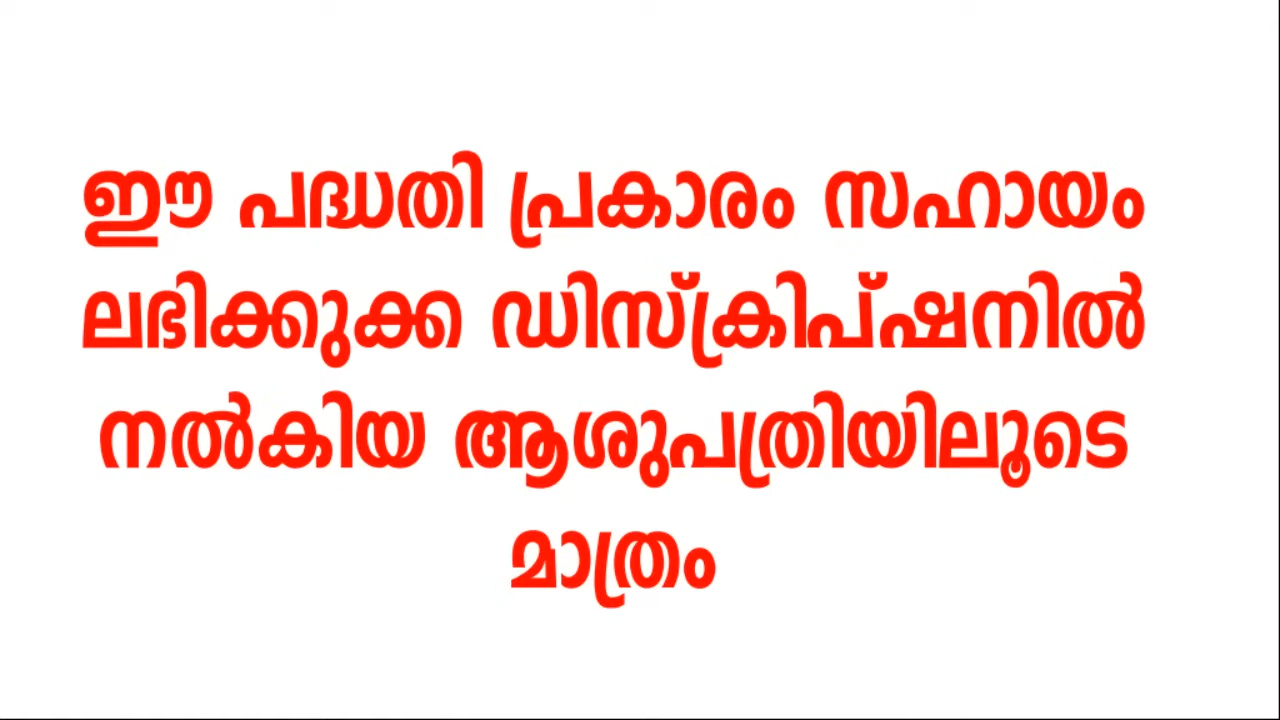 ഈ പദ്ധതി പ്രകാരം സഹായം
ലഭിക്കുക്ക ഡിസ്ക്രിപ്ഷനിൽ
നൽകിയ ആശുപത്രിയിലൂടെ
മാത്രം